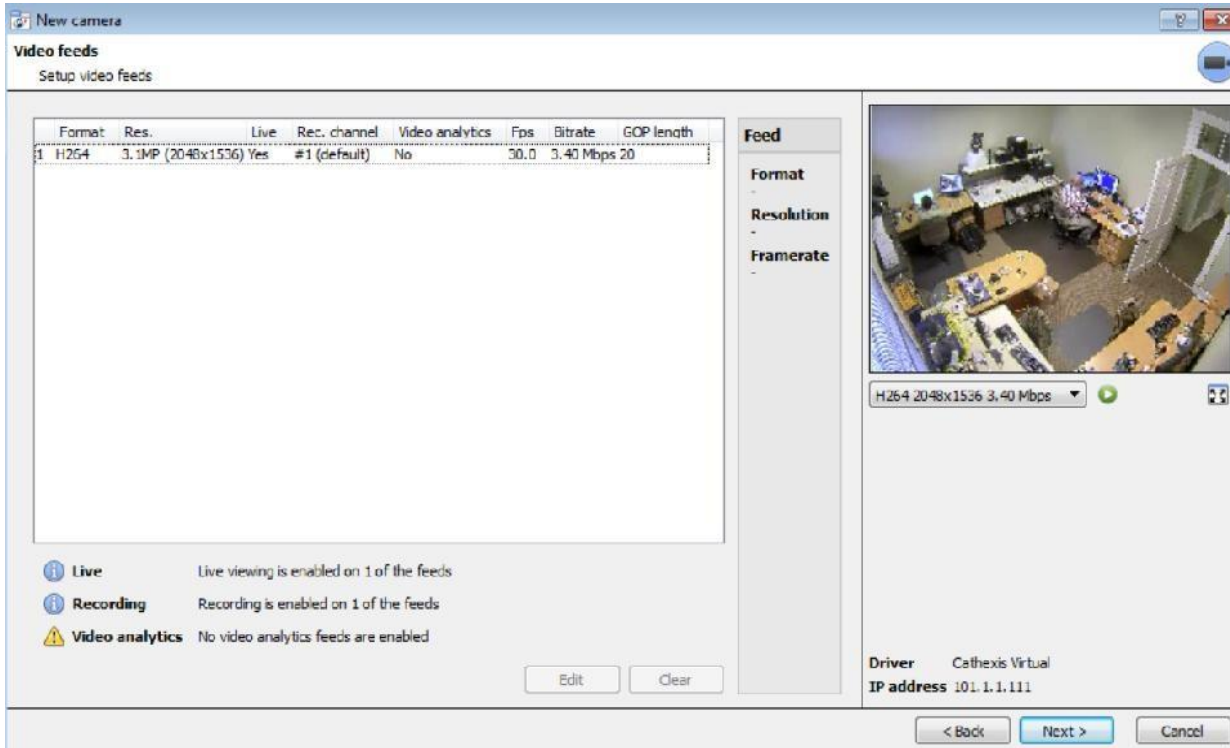 New camera
Video feeds
Setup video feeds
Format Res. Live Rec. channel Video analytics Fps Bitrate GOP length
1 H264 3.1MP (2048x1536) Yes #1 (default) No 30.0 3.40 Mbps 20
Feed
Format
-
Resolution
-
Framerate
-
H264 2048x1536 3.40 Mbps
Live Live viewing is enabled on 1 of the feeds
Recording Recording is enabled on 1 of the feeds
Video analytics No video analytics feeds are enabled
Edit Clear
Driver Cathexis Virtual
IP address 101.1.1.111
< Back Next > Cancel